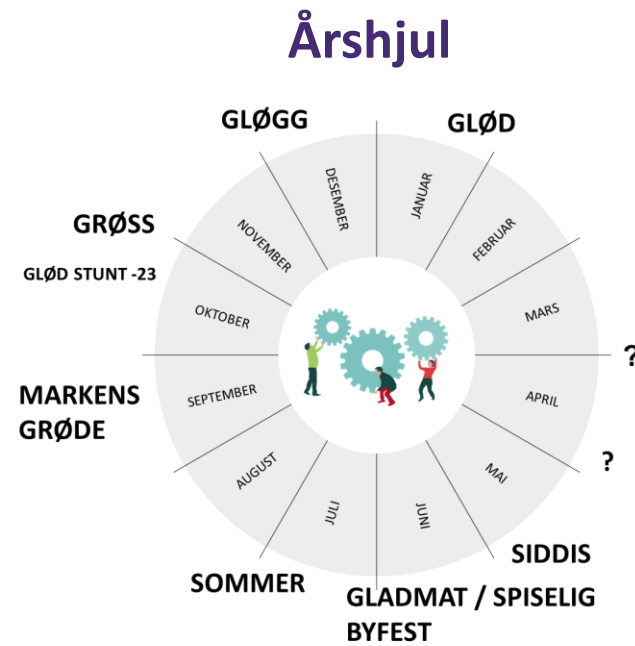 Årshjul
GLØGG
GLØD
DESEMBER
JANUAR
NOVEMBER
FEBRUAR
GRØSS
GLØD STUNT -23
OKTOBER
MARS
?
MARKENS
GRØDE
SEPTEMBER
APRIL
?
AUGUST
MAI
JULI
JUNI
SIDDIS
SOMMER
GLADMAT / SPISELIG
BYFEST